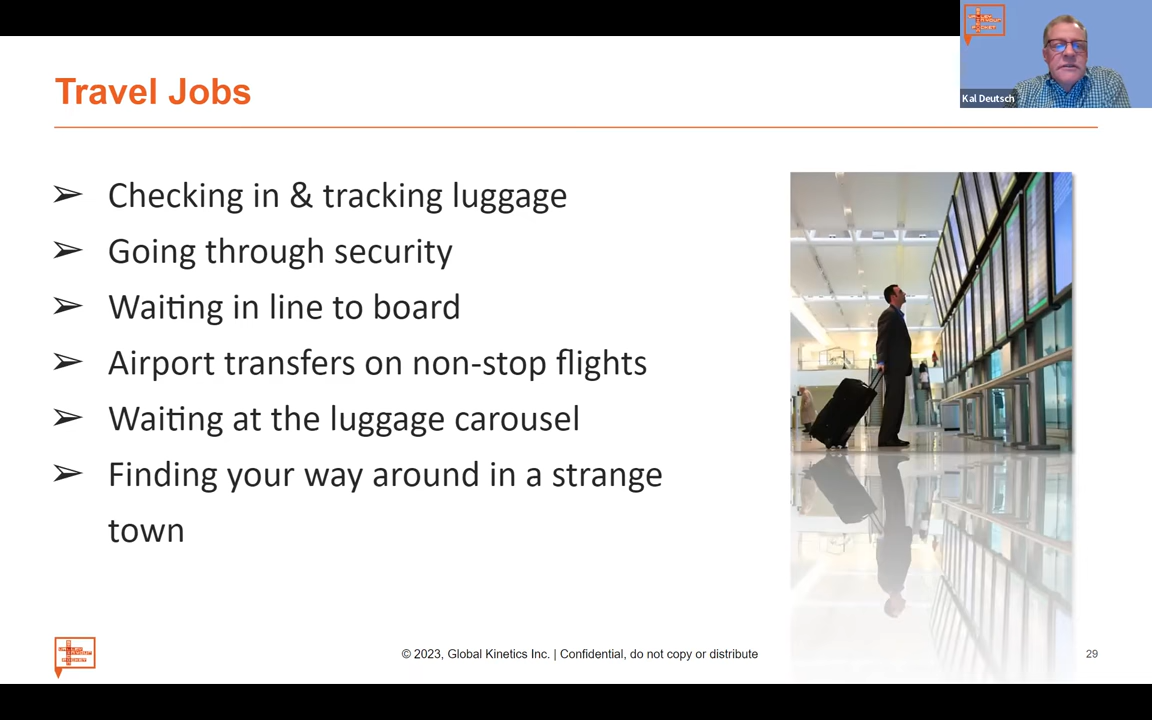 Travel Jobs
Kal Deutsch
➢ Checking in & tracking luggage
➢ Going through security
➢ Waiting in line to board
➢ Airport transfers on non-stop flights
➢ Waiting at the luggage carousel
➢ Finding your way around in a strange
town
© 2023, Global Kinetics Inc. | Confidential, do not copy or distribute
29